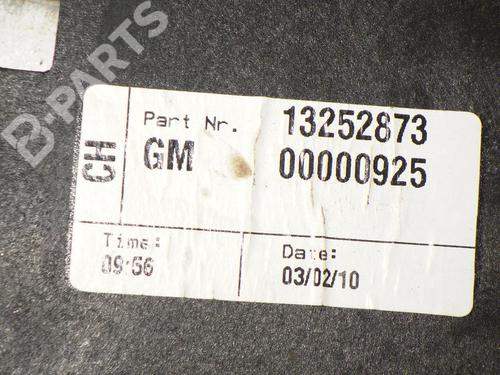 B-PARTS
CH
Part Nr. 13252873
GM 00000925
Time:
09:56
Date:
03/02/10